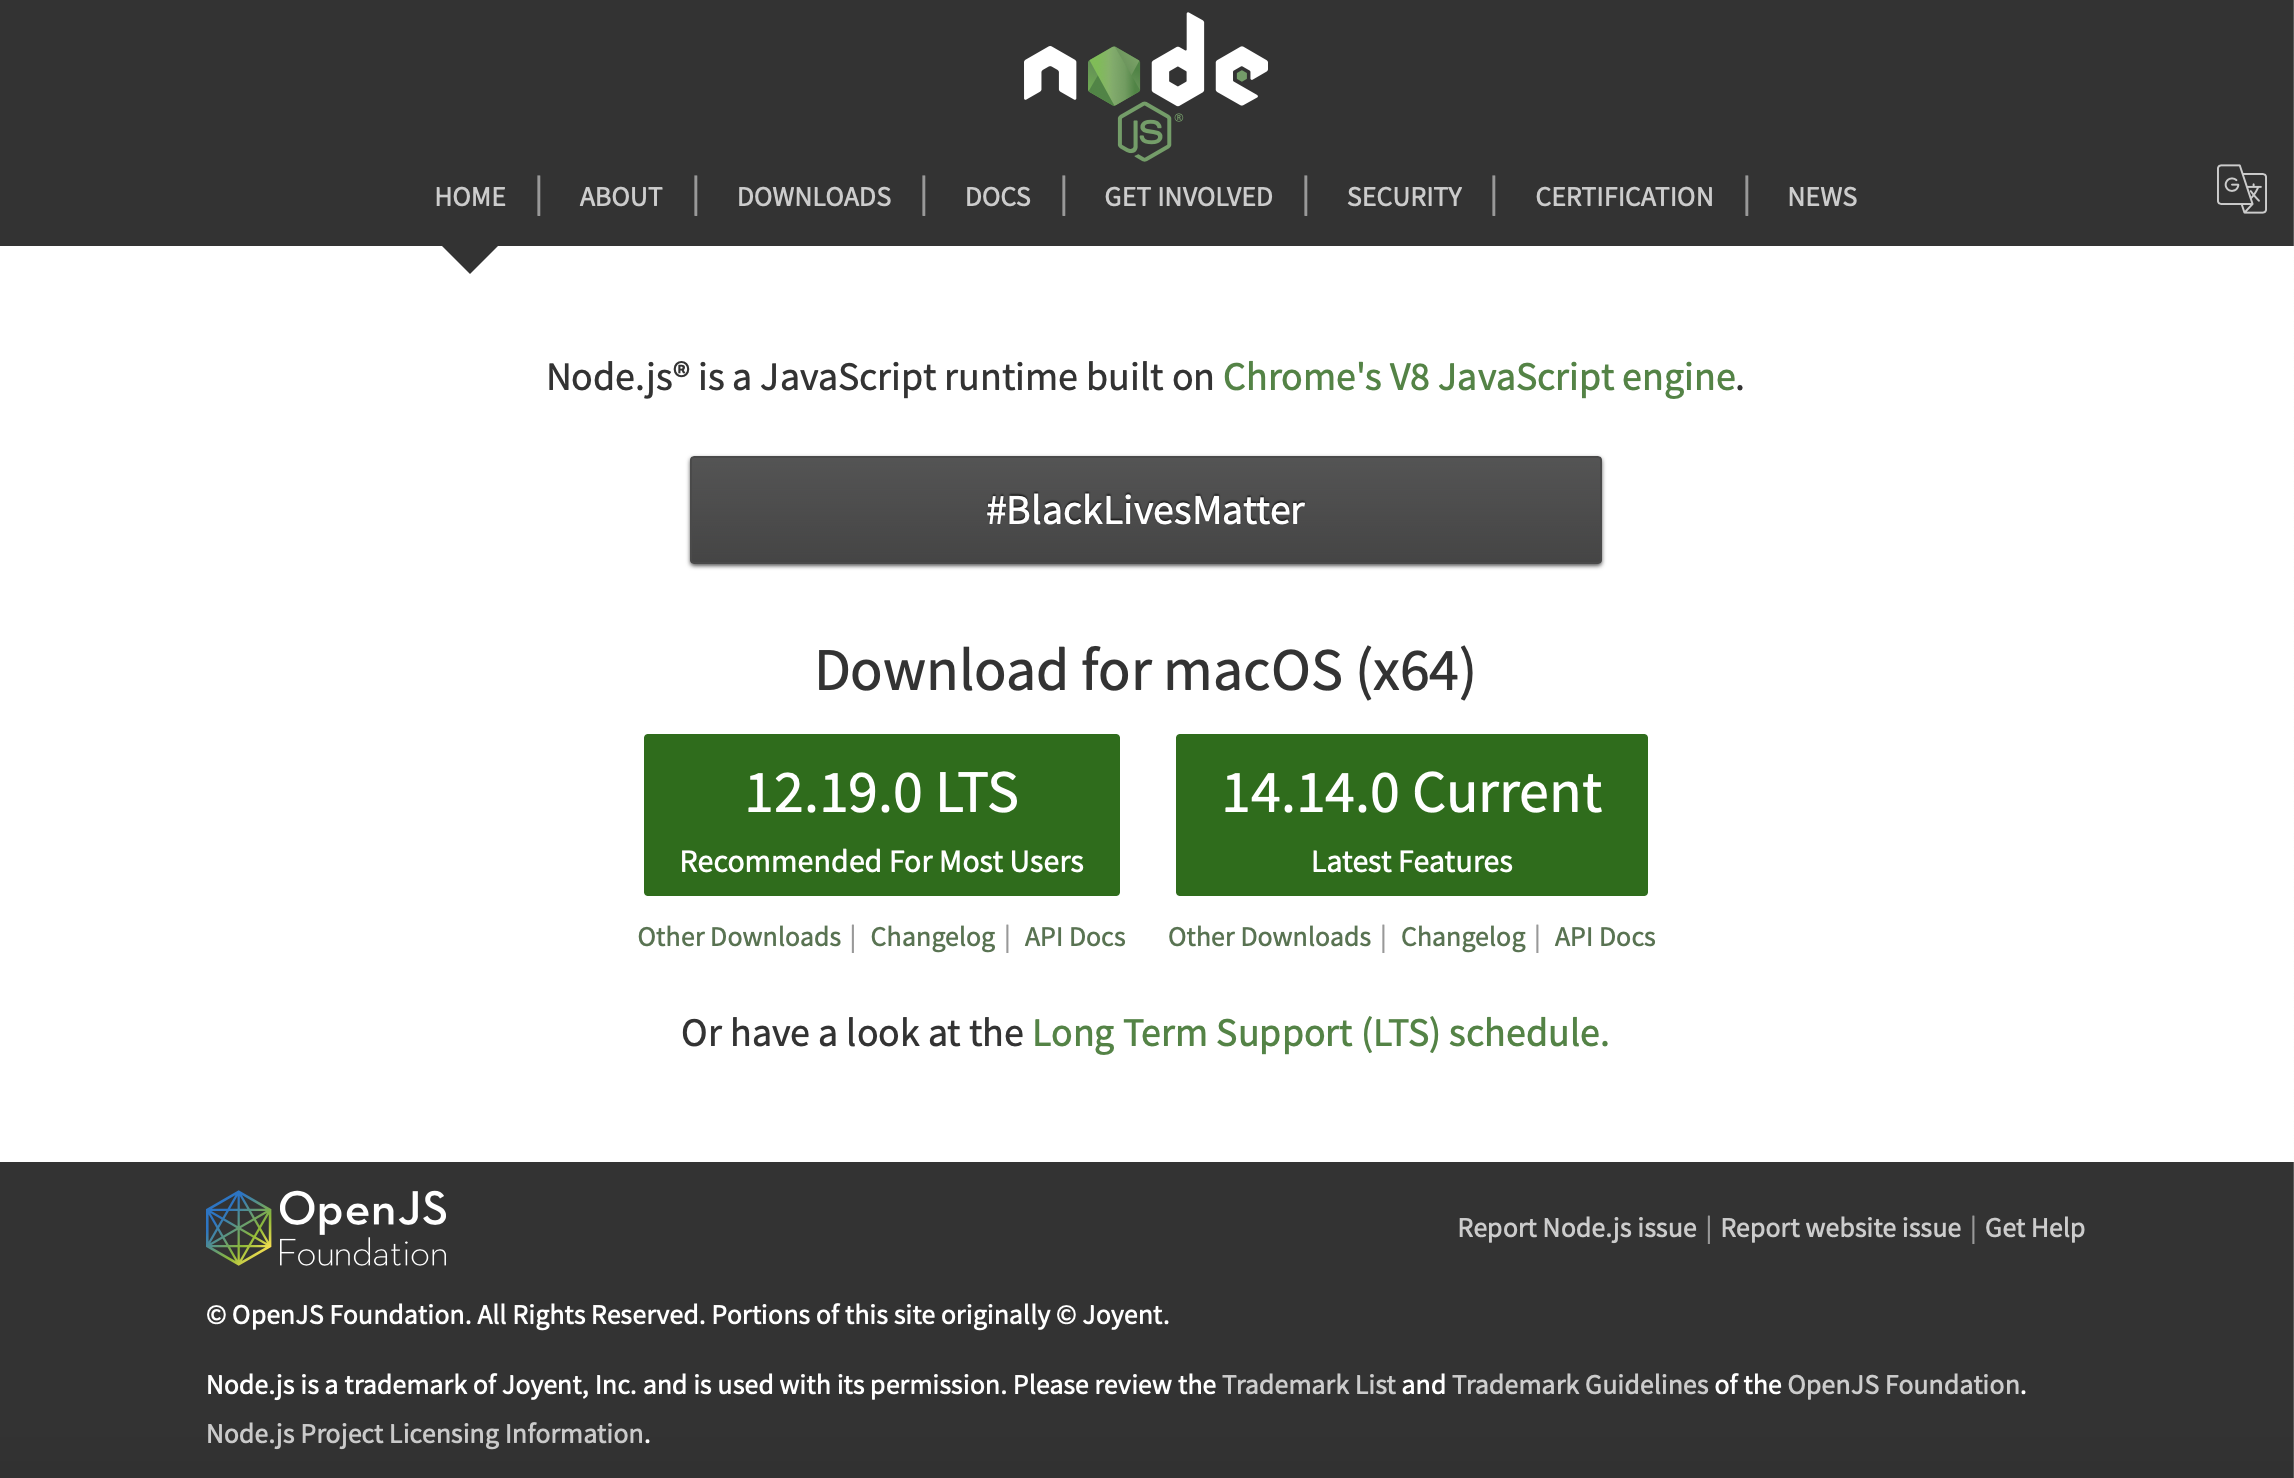 node
JS®
HOME | ABOUT | DOWNLOADS | DOCS | GET INVOLVED | SECURITY | CERTIFICATION | NEWS
G 文
Node.js® is a JavaScript runtime built on Chrome's V8 JavaScript engine.
#BlackLivesMatter
Download for macOS (x64)
12.19.0 LTS
Recommended For Most Users
14.14.0 Current
Latest Features
Other Downloads | Changelog | API Docs
Other Downloads | Changelog | API Docs
Or have a look at the Long Term Support (LTS) schedule.
OpenJS
Foundation
Report Node.js issue | Report website issue | Get Help
© OpenJS Foundation. All Rights Reserved. Portions of this site originally © Joyent.
Node.js is a trademark of Joyent, Inc. and is used with its permission. Please review the Trademark List and Trademark Guidelines of the OpenJS Foundation.
Node.js Project Licensing Information.